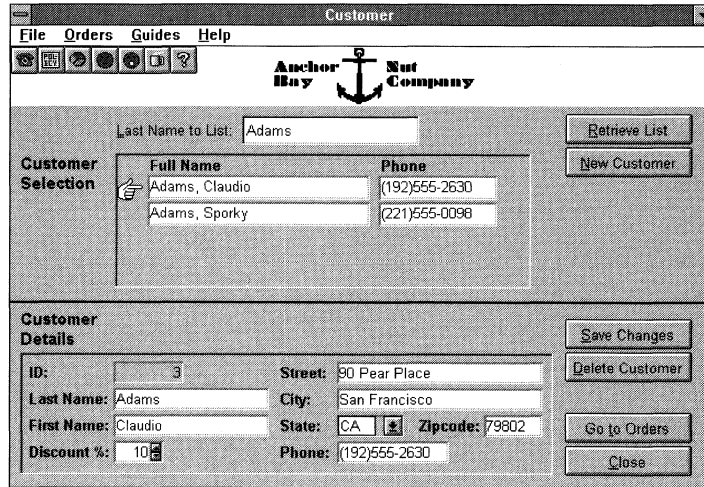 Customer
File Orders Guides Help
Anchor Nut
Bay Company
Last Name to List: Adams
Retrieve List
New Customer
Customer
Selection
Full Name Phone
Adams, Claudio (192)555-2630
Adams, Sporky (221)555-0098
Customer
Details
Save Changes
Delete Customer
Go to Orders
Close
ID: 3
Last Name: Adams
First Name: Claudio
Discount %: 10
Street: 90 Pear Place
City: San Francisco
State: CA Zipcode: 79802
Phone: (192)555-2630